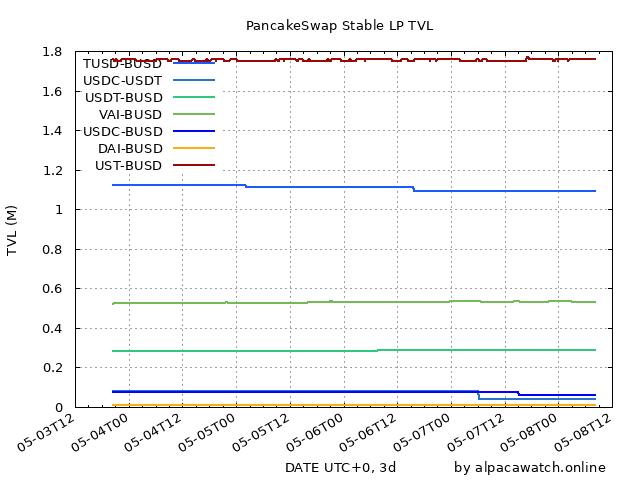 PancakeSwap Stable LP TVL
1.8
TUSD-BUSD
USDC-USDT
1.6
USDT-BUSD
VAI-BUSD
1.4
USDC-BUSD
DAI-BUSD
1.2
UST-BUSD
1
TVL (M)
0.8
0.6
0.4
0.2
0
05-03T12
05-04T00
05-04T12
05-05T00
05-05T12
05-06T00
05-06T12
05-07T00
05-07T12
05-08T00
05-08T12
DATE UTC+0, 3d
by alpacawatch.online